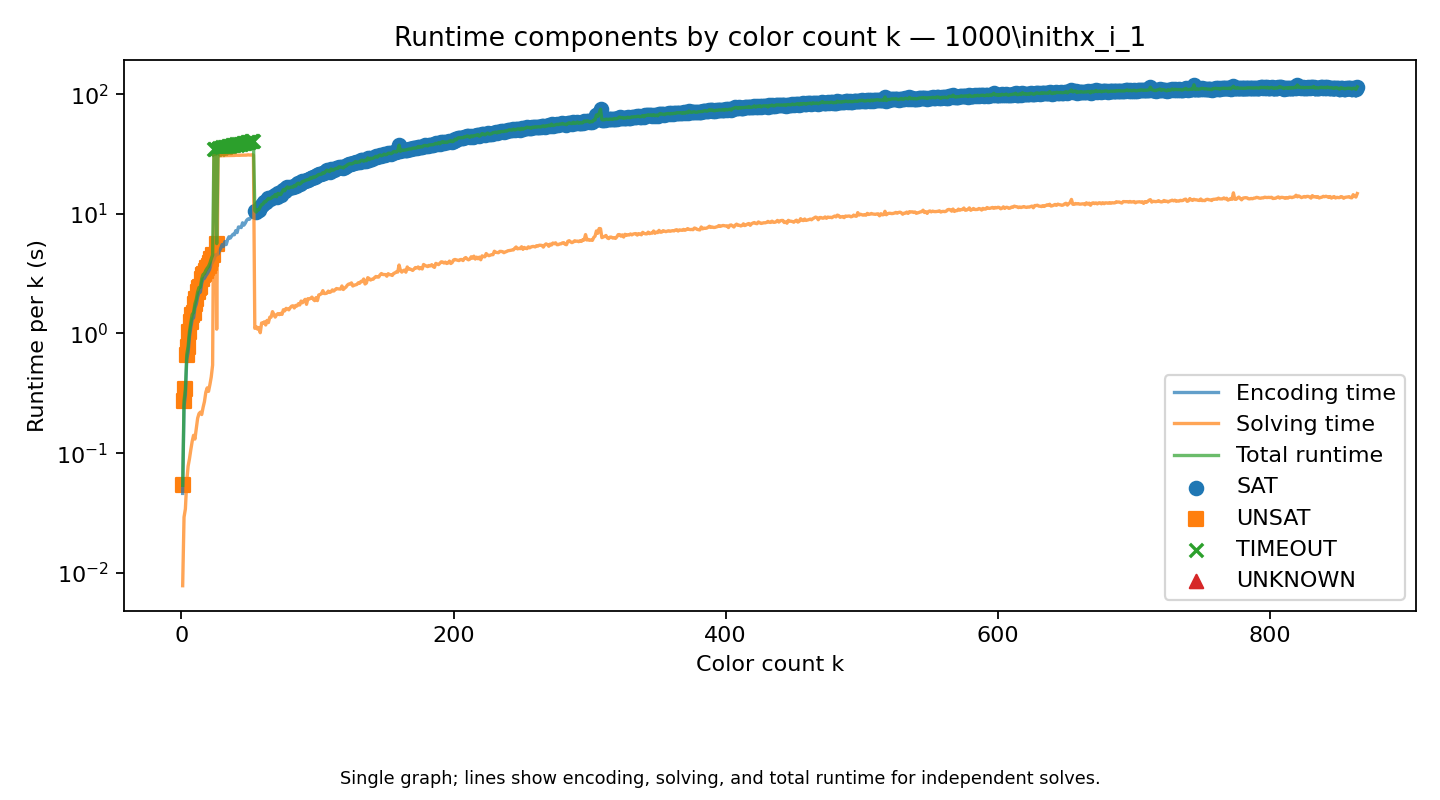 Runtime components by color count k — 1000\inithx_i_1
Runtime per k (s)
10²
10¹
10⁰
10⁻¹
10⁻²
0
200
400
600
800
Color count k
Encoding time
Solving time
Total runtime
SAT
UNSAT
TIMEOUT
UNKNOWN
Single graph; lines show encoding, solving, and total runtime for independent solves.